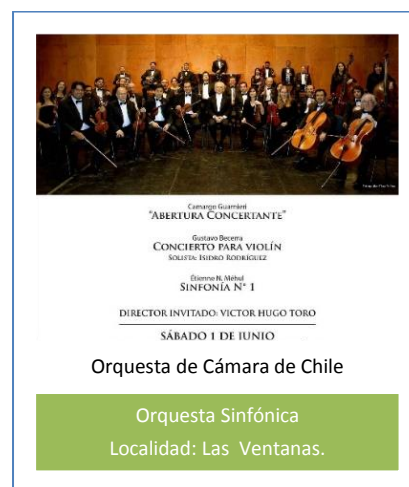 Camargo Guarnieri
"ABERTURA CONCERTANTE"
Gustavo Becerra
CONCIERTO PARA VIOLÍN
SOLISTA: ISIDRO RODRÍGUEZ
Étienne N. Méhul
SINFONÍA N° 1
DIRECTOR INVITADO: VICTOR HUGO TORO
SÁBADO 1 DE JUNIO
Orquesta de Cámara de Chile
Orquesta Sinfónica
Localidad: Las Ventanas.